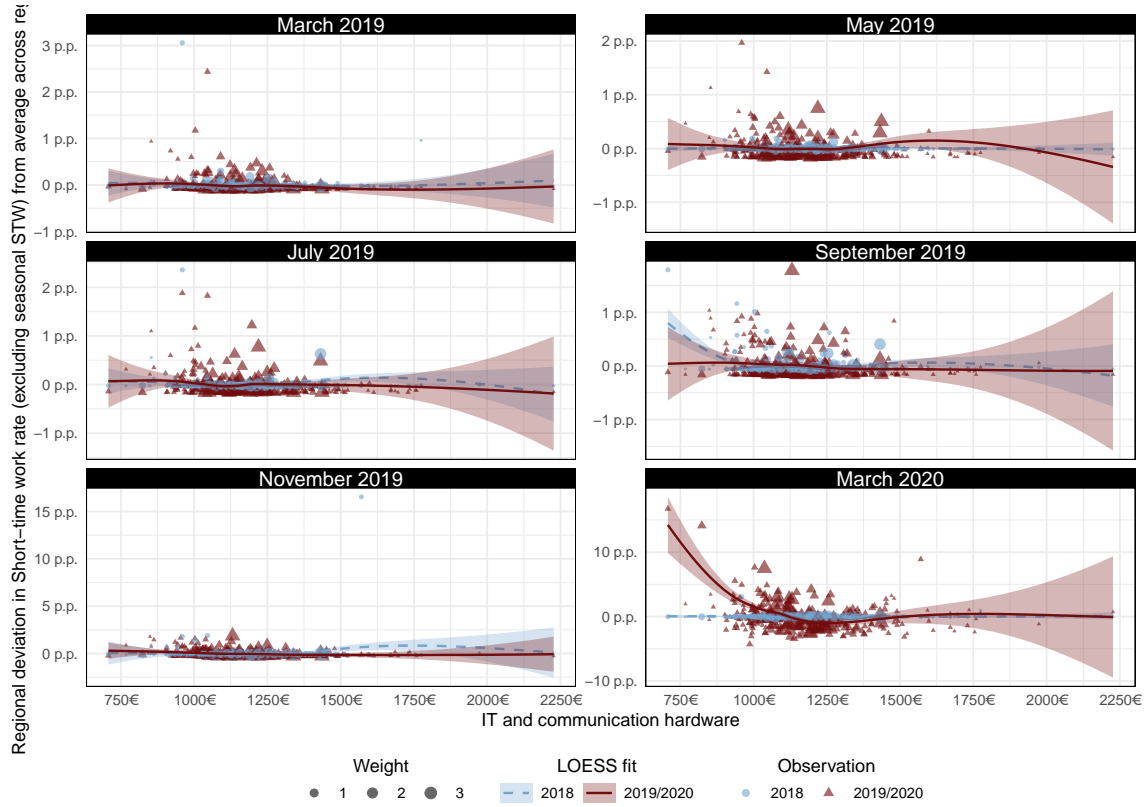 Regional deviation in Short−time work rate (excluding seasonal STW) from average across
March 2019
3 p.p.
2 p.p.
1 p.p.
0 p.p.
−1 p.p.
May 2019
2 p.p.
1 p.p.
0 p.p.
−1 p.p.
July 2019
2 p.p.
1 p.p.
0 p.p.
−1 p.p.
September 2019
1 p.p.
0 p.p.
−1 p.p.
November 2019
15 p.p.
10 p.p.
5 p.p.
0 p.p.
March 2020
10 p.p.
0 p.p.
−10 p.p.
750€ 1000€ 1250€ 1500€ 1750€ 2000€ 2250€
750€ 1000€ 1250€ 1500€ 1750€ 2000€ 2250€
IT and communication hardware
Weight LOESS fit Observation
1 2 3 2018 2019/2020 2018 2019/2020